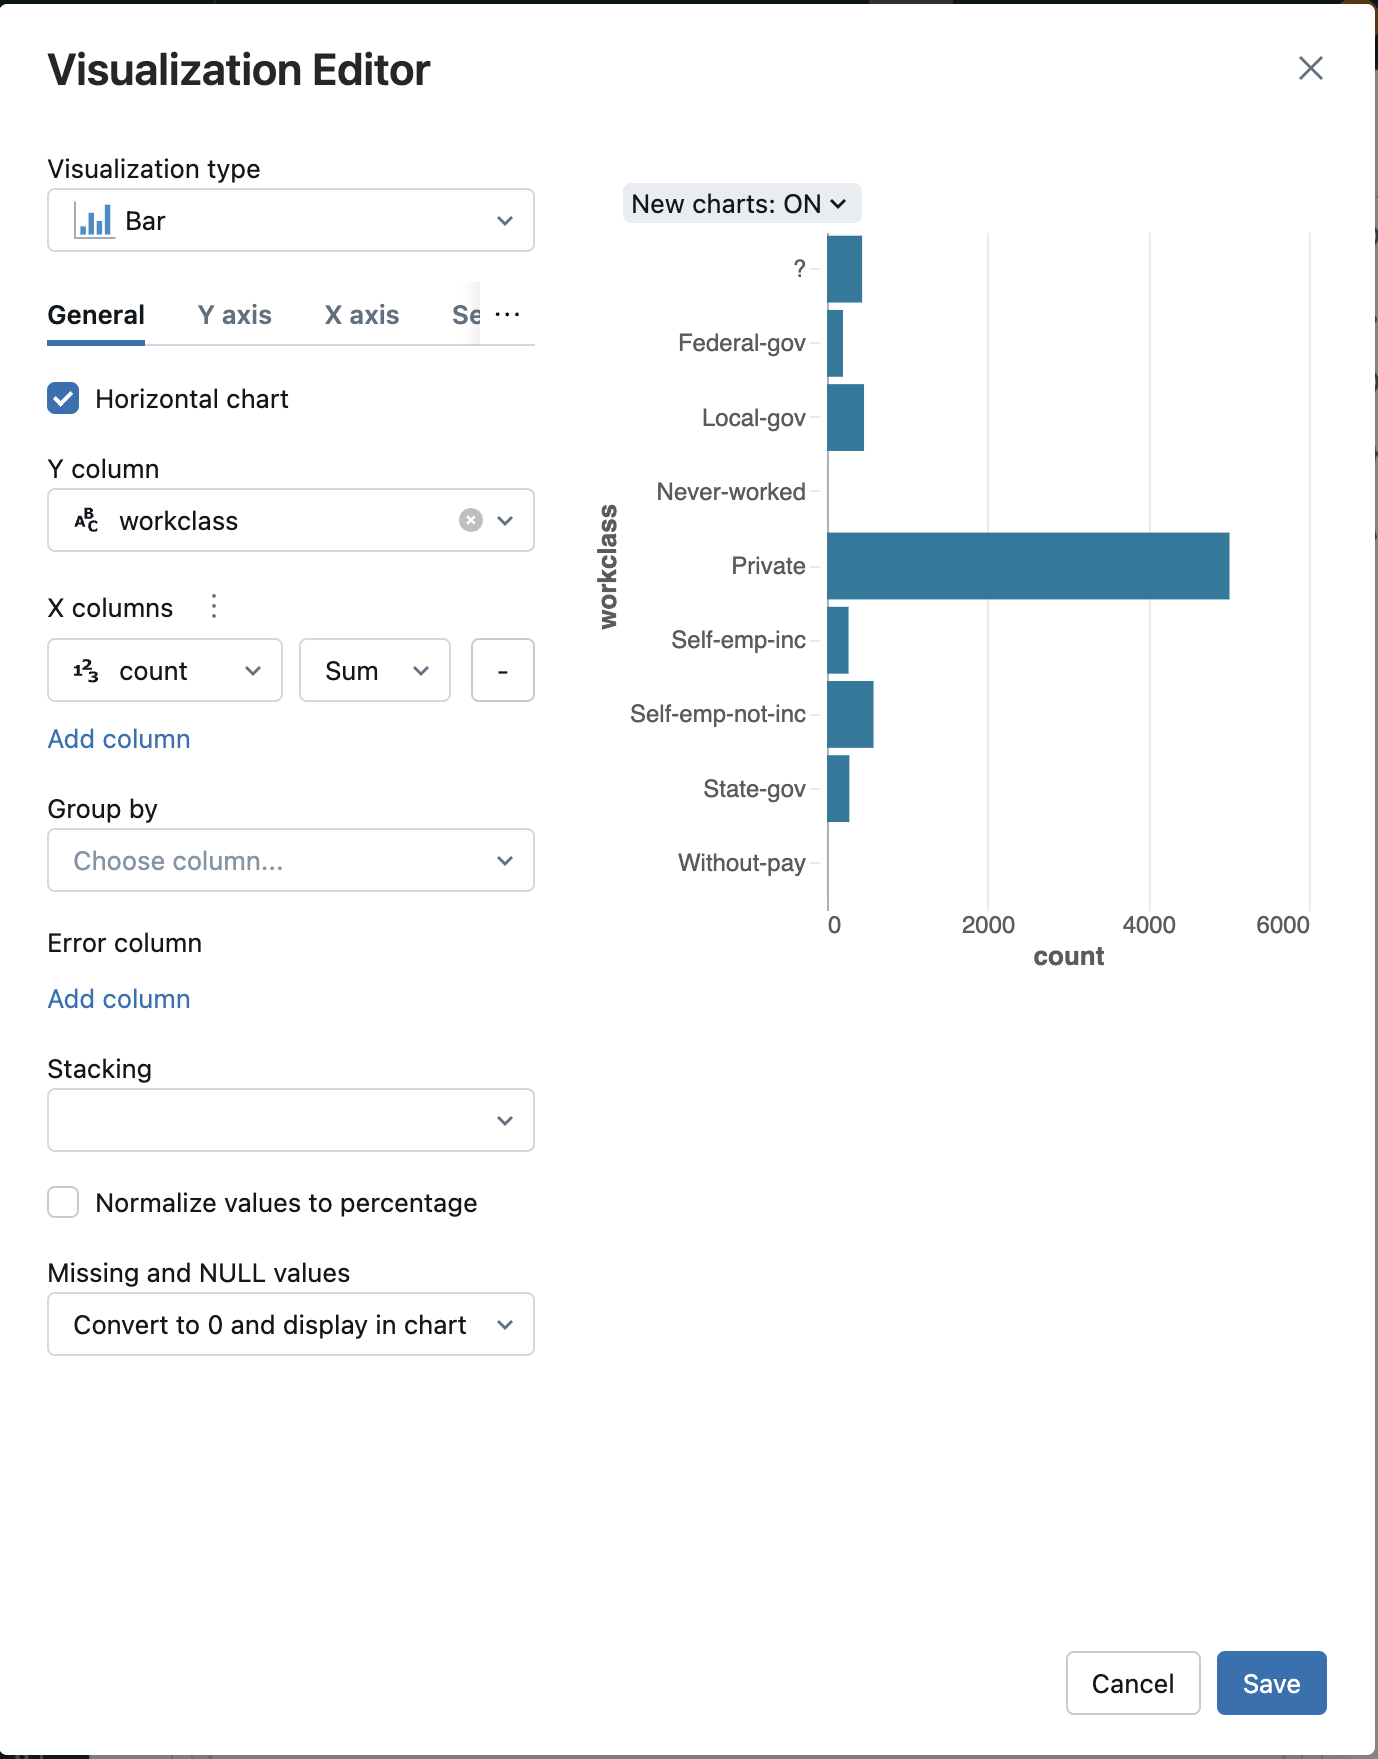 Visualization Editor
Visualization type
Bar
General Y axis X axis Se ...
Horizontal chart
Y column
workclass
X columns
count Sum -
Add column
Group by
Choose column...
Error column
Add column
Stacking
Normalize values to percentage
Missing and NULL values
Convert to 0 and display in chart
New charts: ON
?
Federal-gov
Local-gov
Never-worked
Private
Self-emp-inc
Self-emp-not-inc
State-gov
Without-pay
workclass
0 2000 4000 6000
count
Cancel Save